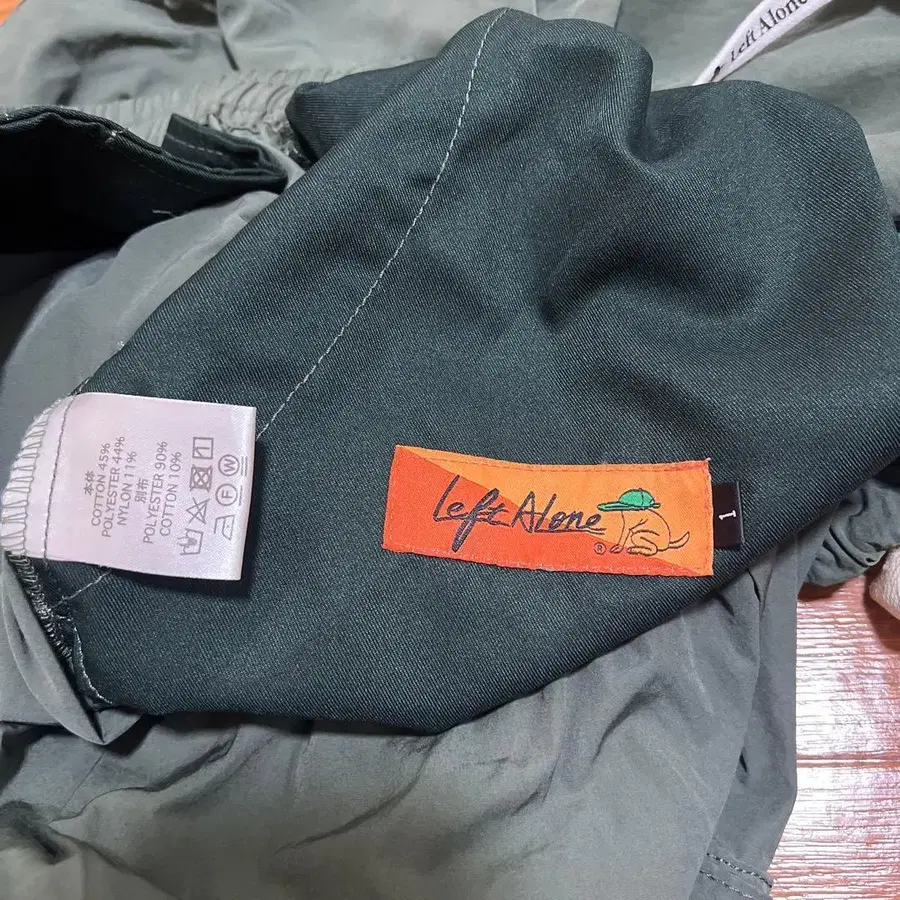 Left Alone
本体
COTTON 45%
POLYESTER 44%
NYLON 11%
別布
POLYESTER 90%
COTTON 10%
F
W
Left Alone
®
1